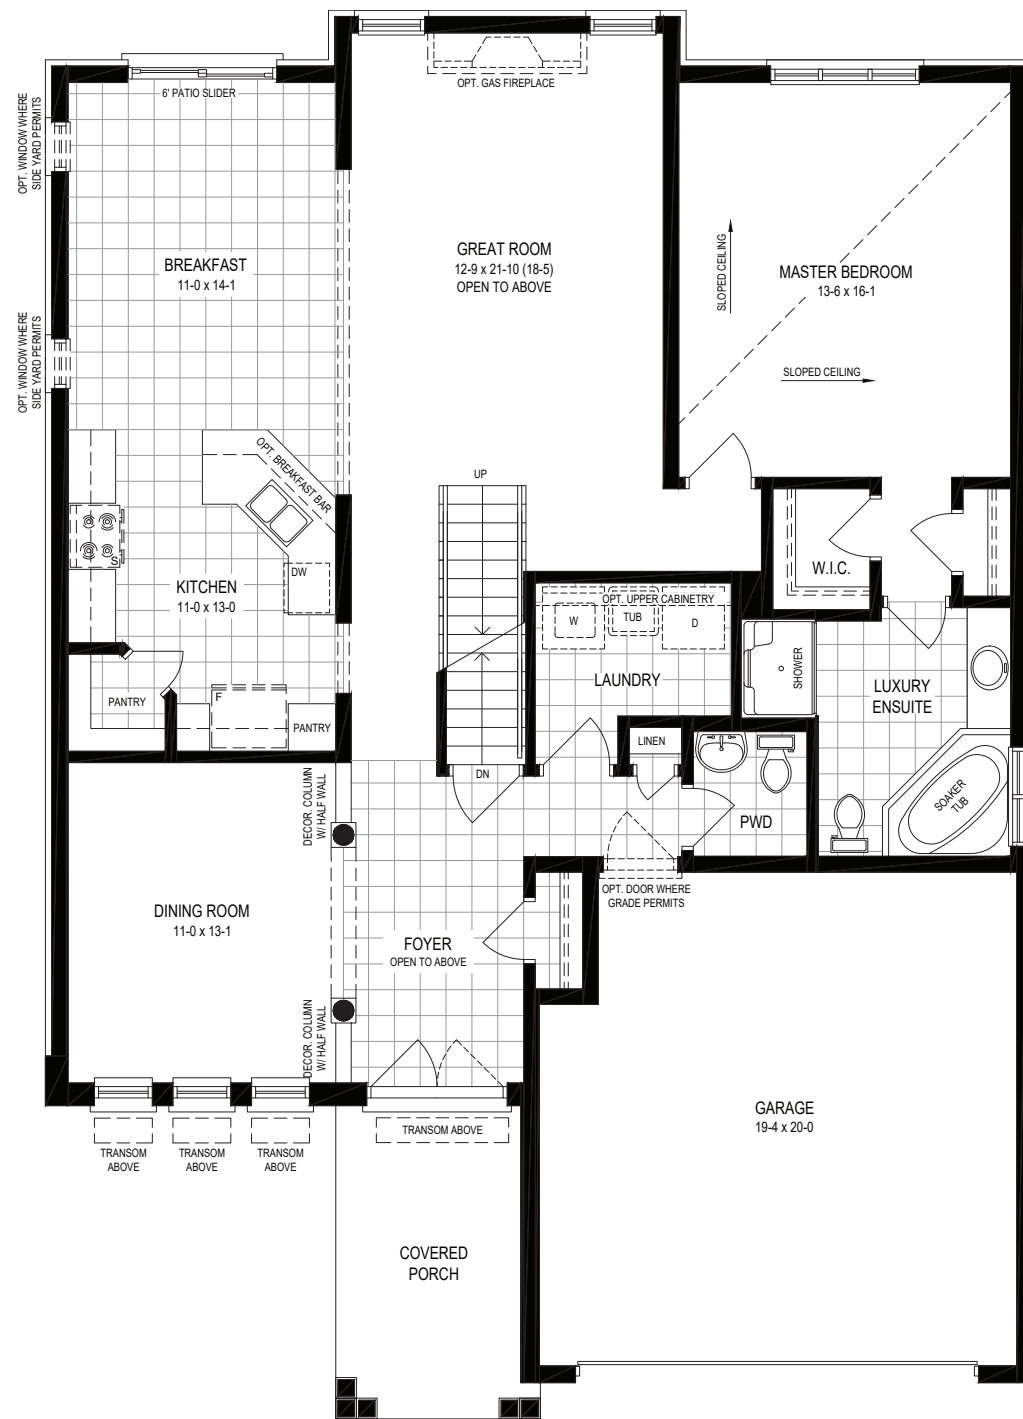 OPT. GAS FIREPLACE
6' PATIO SLIDER
OPT. WINDOW WHERE
SIDE YARD PERMITS
GREAT ROOM
12-9 x 21-10 (18-5)
OPEN TO ABOVE
BREAKFAST
11-0 x 14-1
SLOPED CEILING
MASTER BEDROOM
13-6 x 16-1
OPT. WINDOW WHERE
SIDE YARD PERMITS
SLOPED CEILING
OPT. BREAKFAST BAR
UP
S
DW
KITCHEN
11-0 x 13-0
W.I.C.
OPT. UPPER CABINETRY
W
TUB
D
SHOWER
LAUNDRY
LUXURY
ENSUITE
PANTRY
F
PANTRY
LINEN
DN
SOAKER
TUB
DECOR. COLUMN
W/ HALF WALL
PWD
OPT. DOOR WHERE
GRADE PERMITS
DINING ROOM
11-0 x 13-1
FOYER
OPEN TO ABOVE
DECOR. COLUMN
W/ HALF WALL
GARAGE
19-4 x 20-0
TRANSOM ABOVE
TRANSOM
ABOVE
TRANSOM
ABOVE
TRANSOM
ABOVE
COVERED
PORCH